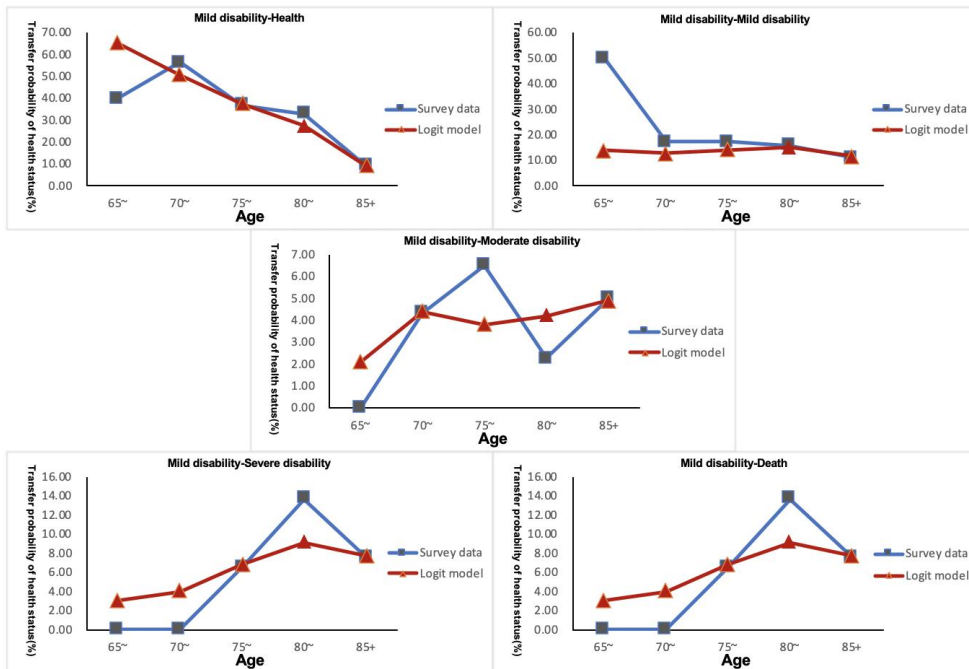 Mild disability-Health
Transfer probability of health status(%)
70.00
60.00
50.00
40.00
30.00
20.00
10.00
0.00
65~ 70~ 75~ 80~ 85+
Age
Survey data
Logit model
Mild disability-Mild disability
Transfer probability of health status(%)
60.00
50.00
40.00
30.00
20.00
10.00
0.00
65~ 70~ 75~ 80~ 85+
Age
Survey data
Logit model
Mild disability-Moderate disability
Transfer probability of health status(%)
7.00
6.00
5.00
4.00
3.00
2.00
1.00
0.00
65~ 70~ 75~ 80~ 85+
Age
Survey data
Logit model
Mild disability-Severe disability
Transfer probability of health status(%)
16.00
14.00
12.00
10.00
8.00
6.00
4.00
2.00
0.00
65~ 70~ 75~ 80~ 85+
Age
Survey data
Logit model
Mild disability-Death
Transfer probability of health status(%)
16.00
14.00
12.00
10.00
8.00
6.00
4.00
2.00
0.00
65~ 70~ 75~ 80~ 85+
Age
Survey data
Logit model